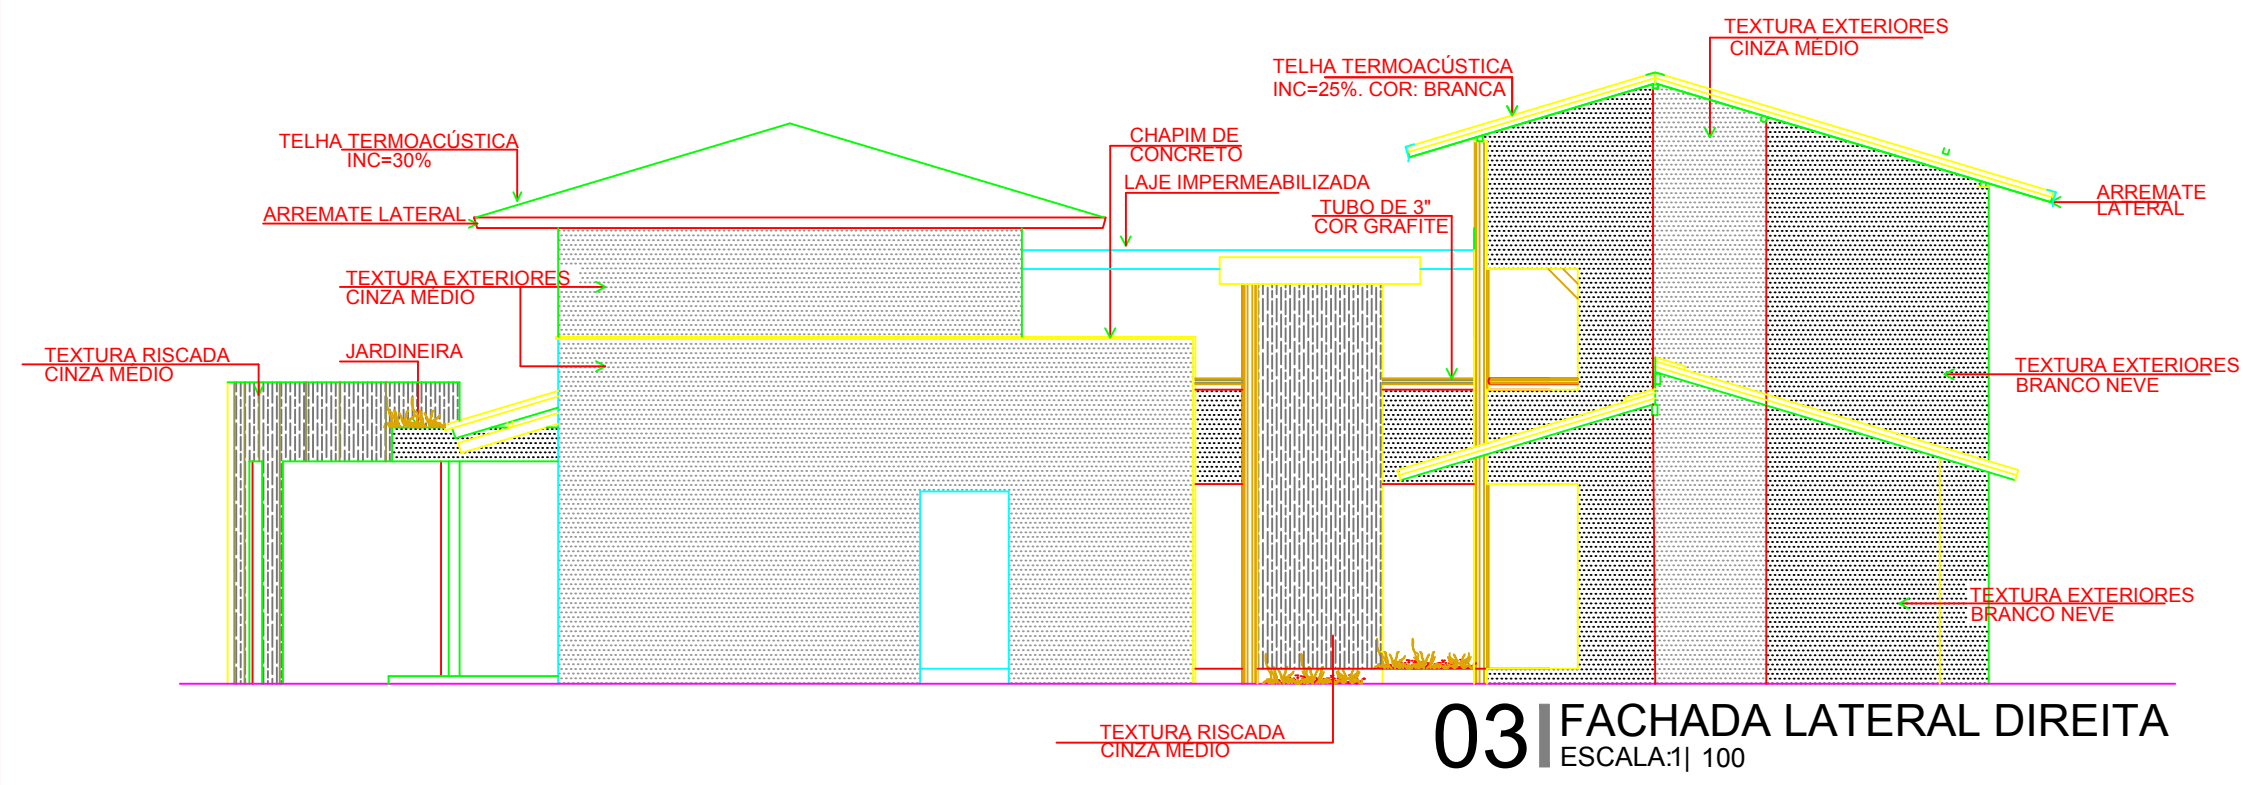 TEXTURA EXTERIORES
CINZA MÉDIO
TELHA TERMOACÚSTICA
INC=25%. COR: BRANCA
TELHA TERMOACÚSTICA
INC=30%
CHAPIM DE
CONCRETO
LAJE IMPERMEABILIZADA
ARREMATE LATERAL
TUBO DE 3"
COR GRAFITE
ARREMATE
LATERAL
TEXTURA EXTERIORES
CINZA MÉDIO
TEXTURA RISCADA
CINZA MÉDIO
JARDINEIRA
TEXTURA EXTERIORES
BRANCO NEVE
TEXTURA EXTERIORES
BRANCO NEVE
TEXTURA RISCADA
CINZA MÉDIO
03 FACHADA LATERAL DIREITA
ESCALA:1| 100